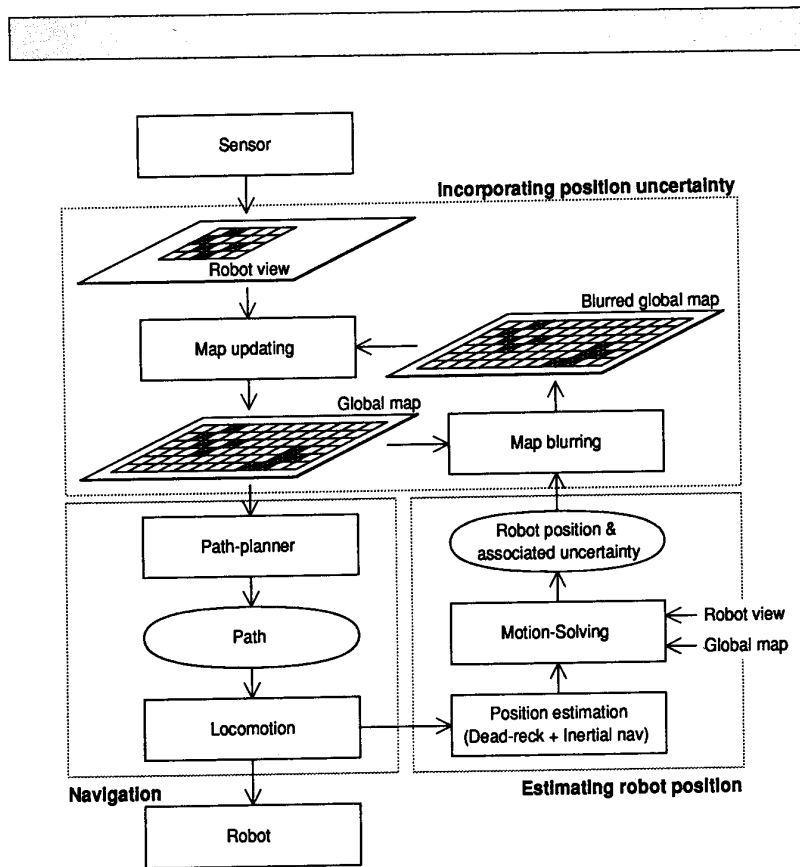 Sensor
Incorporating position uncertainty
Robot view
Blurred global map
Map updating
Global map
Map blurring
Path-planner
Robot position &
associated uncertainty
Path
Motion-Solving
Robot view
Global map
Locomotion
Position estimation
(Dead-reck + Inertial nav)
Navigation
Estimating robot position
Robot